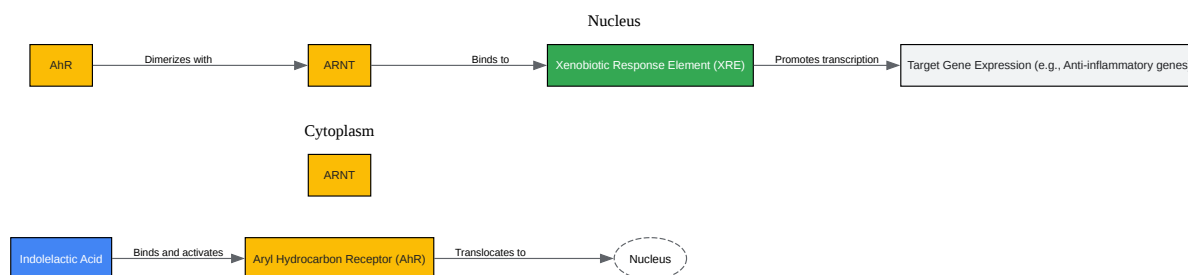 Nucleus
AhR
Dimerizes with
ARNT
Binds to
Xenobiotic Response Element (XRE)
Promotes transcription
Target Gene Expression (e.g., Anti-inflammatory genes
Cytoplasm
ARNT
Indolelactic Acid
Binds and activates
Aryl Hydrocarbon Receptor (AhR)
Translocates to
Nucleus